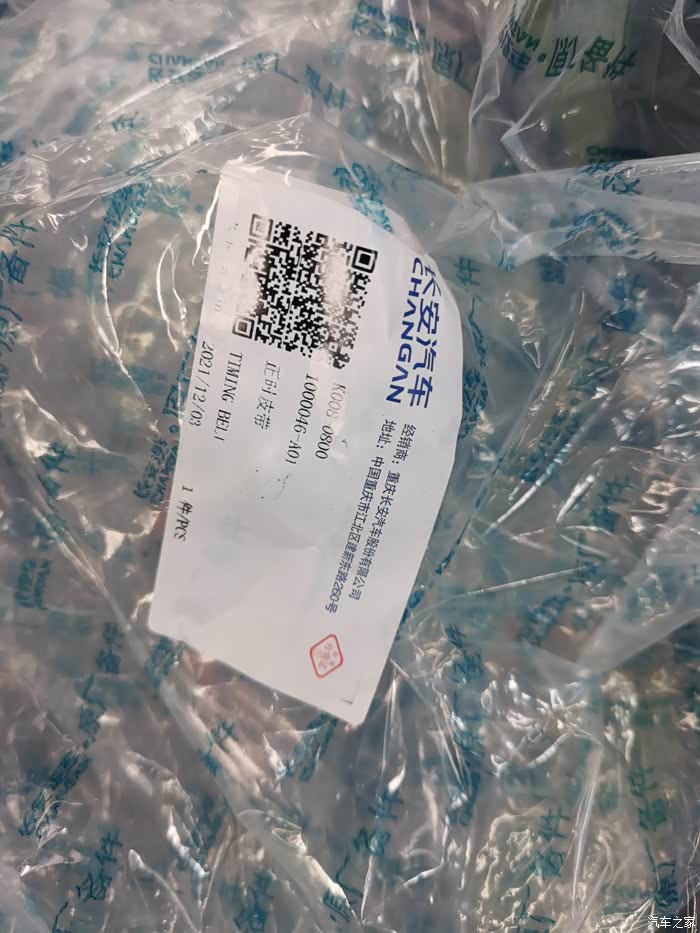 长安汽车
CHANGAN
经销商：重庆长安汽车股份有限公司
地址：中国重庆市江北区建新东路260号
K008-0800
1000046-A01
正时皮带
TIMING BELT
2021/12/03
1 件/PCS
汽车之家